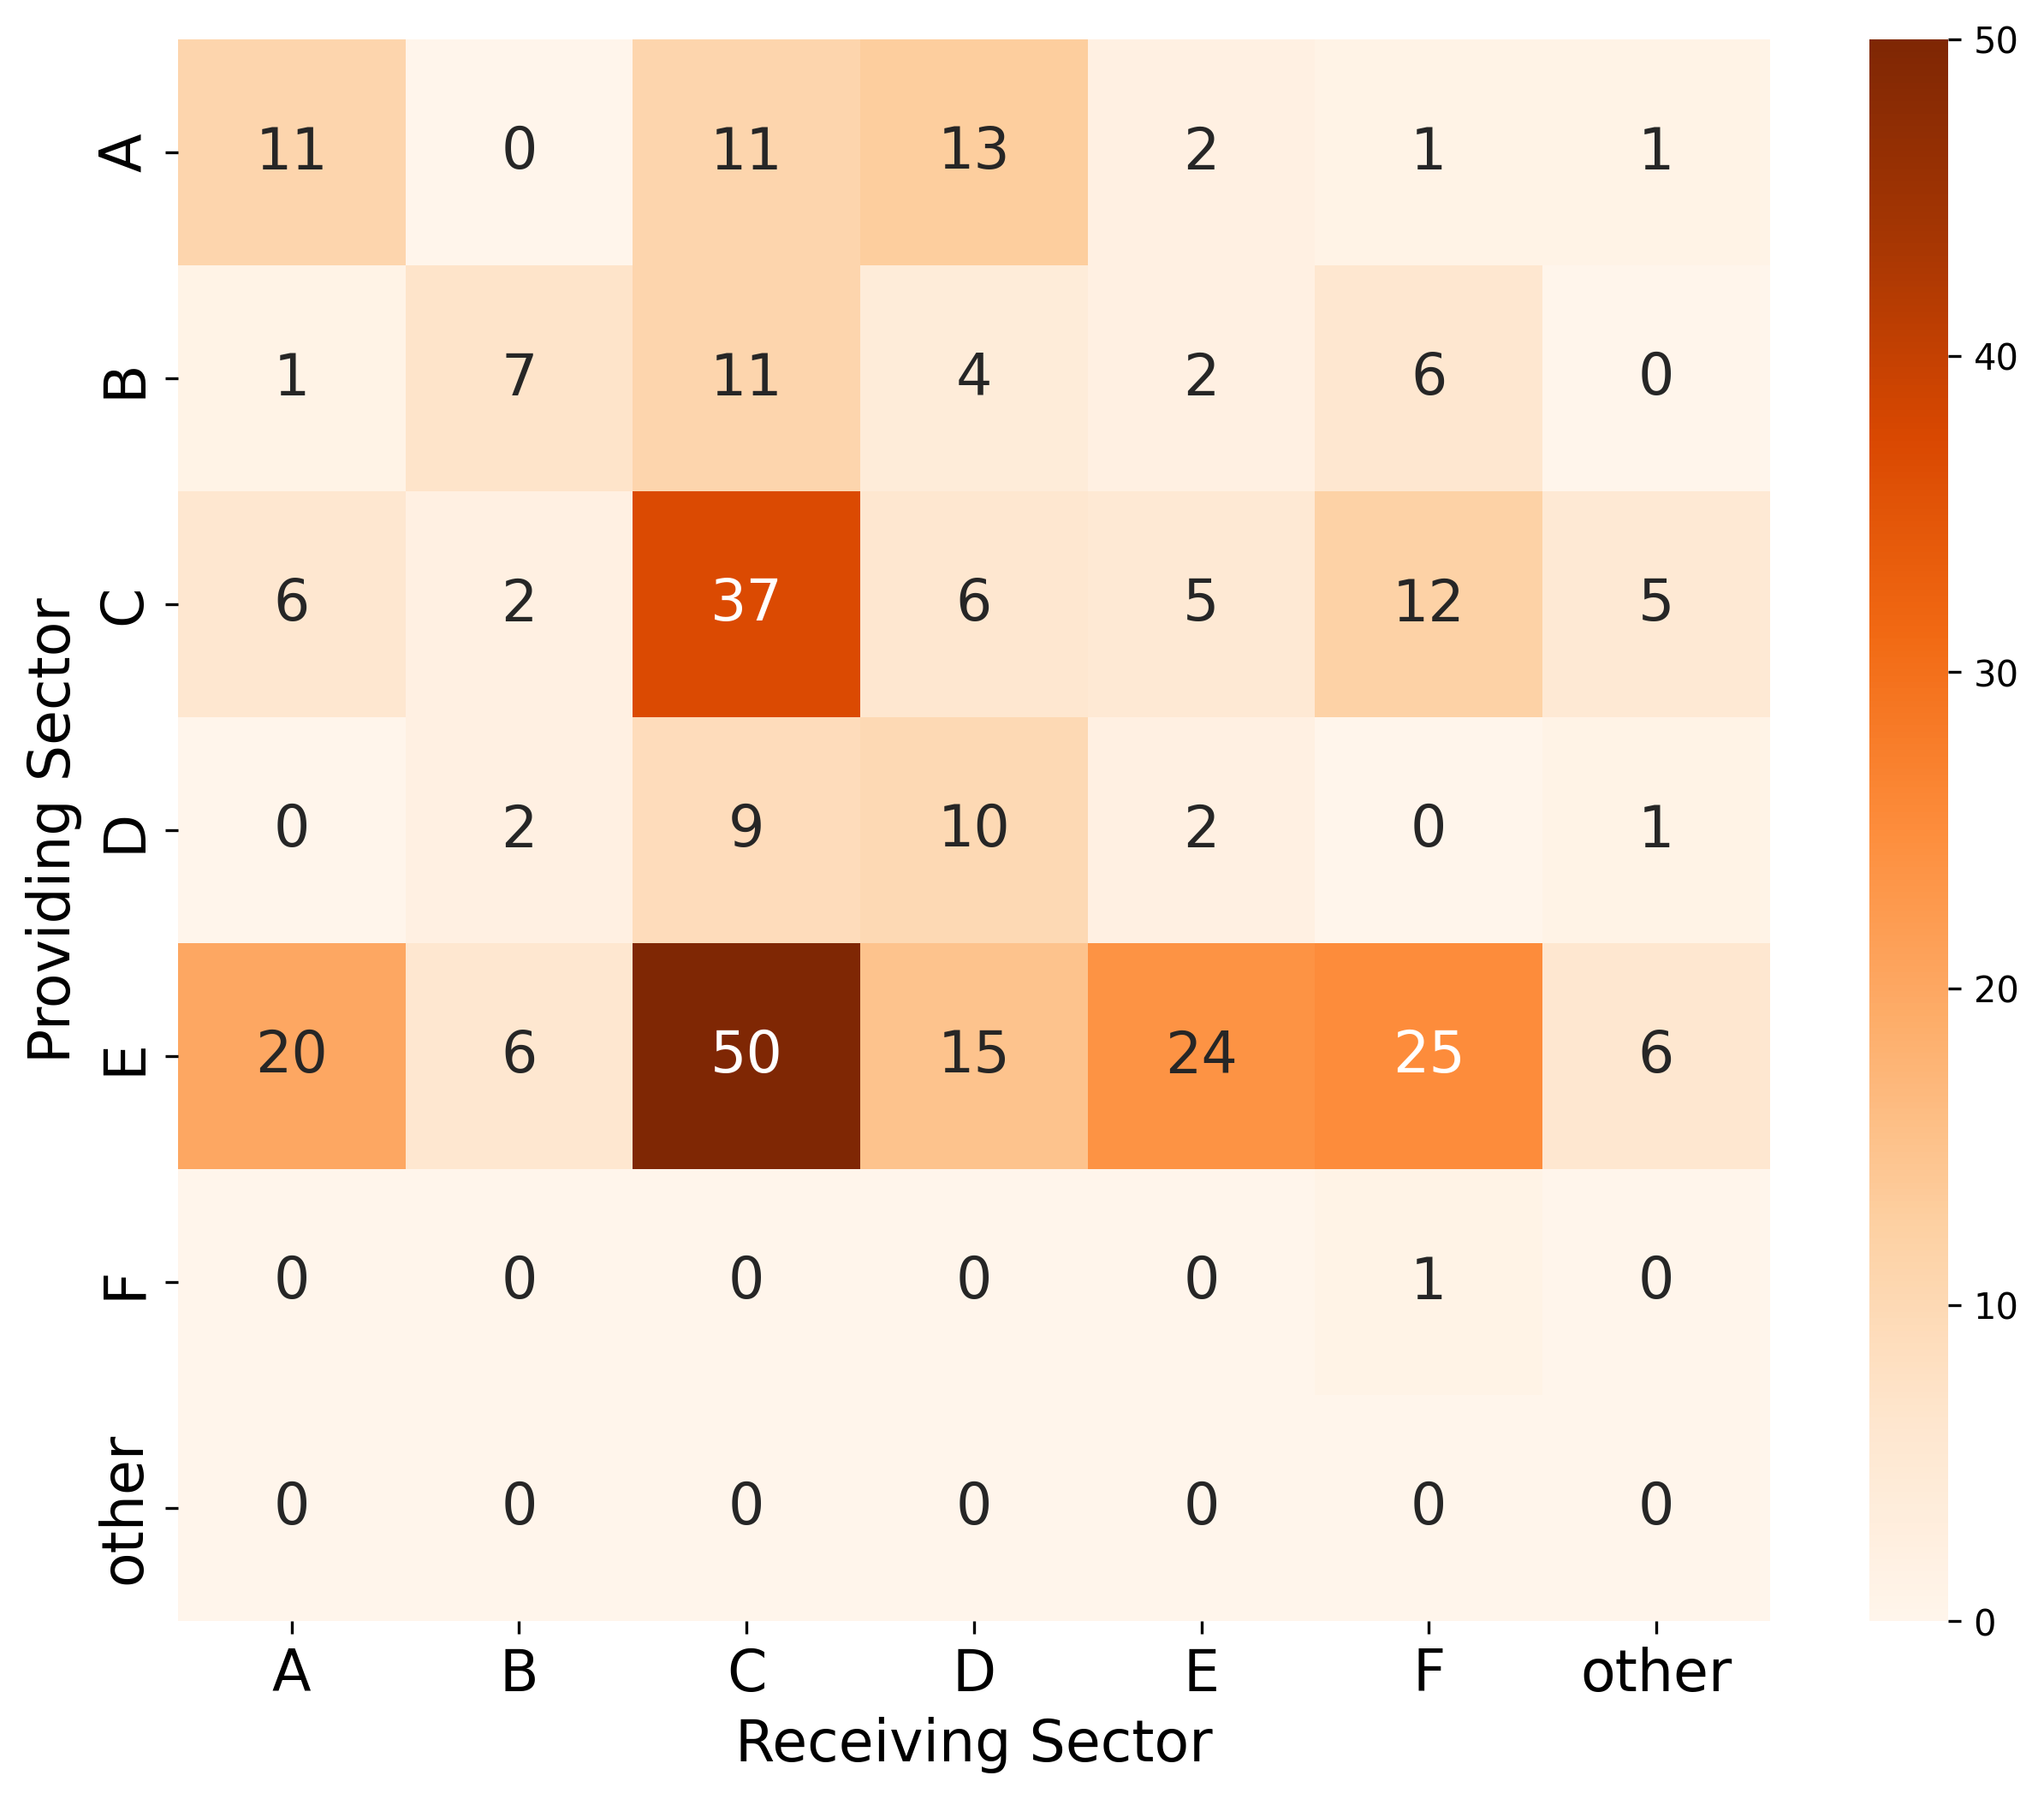 Providing Sector
A 11 0 11 13 2 1 1
B 1 7 11 4 2 6 0
C 6 2 37 6 5 12 5
D 0 2 9 10 2 0 1
E 20 6 50 15 24 25 6
F 0 0 0 0 0 1 0
other 0 0 0 0 0 0 0
A B C D E F other
Receiving Sector
50
40
30
20
10
0